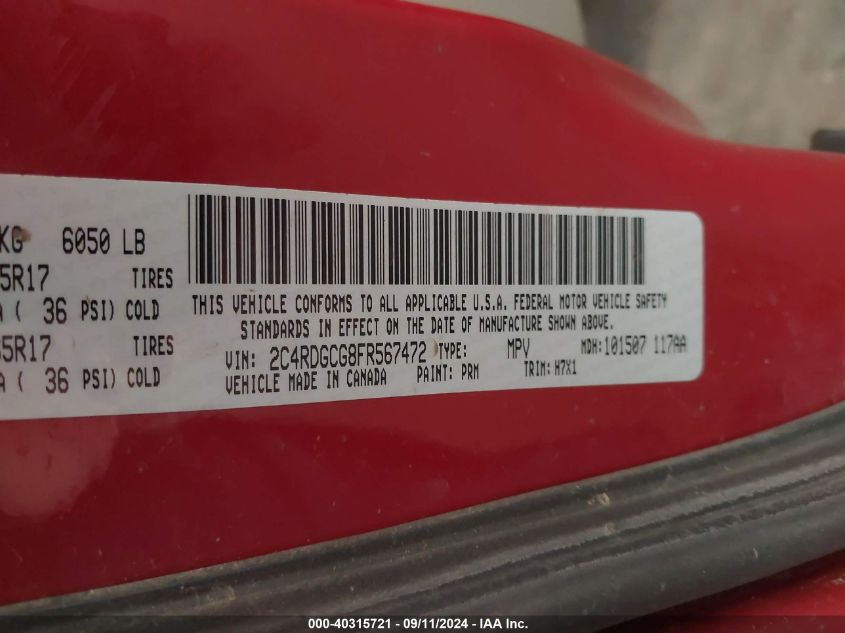 KG 6050 LB
5R17 TIRES
A ( 36 PSI) COLD
65R17 TIRES
A ( 36 PSI) COLD
THIS VEHICLE CONFORMS TO ALL APPLICABLE U.S.A. FEDERAL MOTOR VEHICLE SAFETY
STANDARDS IN EFFECT ON THE DATE OF MANUFACTURE SHOWN ABOVE.
VIN: 2C4RDGCG8FR567472 TYPE: MPV MDH: 101507 117AA
VEHICLE MADE IN CANADA PAINT: PRM TRIM: H7X1
000-40315721 - 09/11/2024 - IAA Inc.